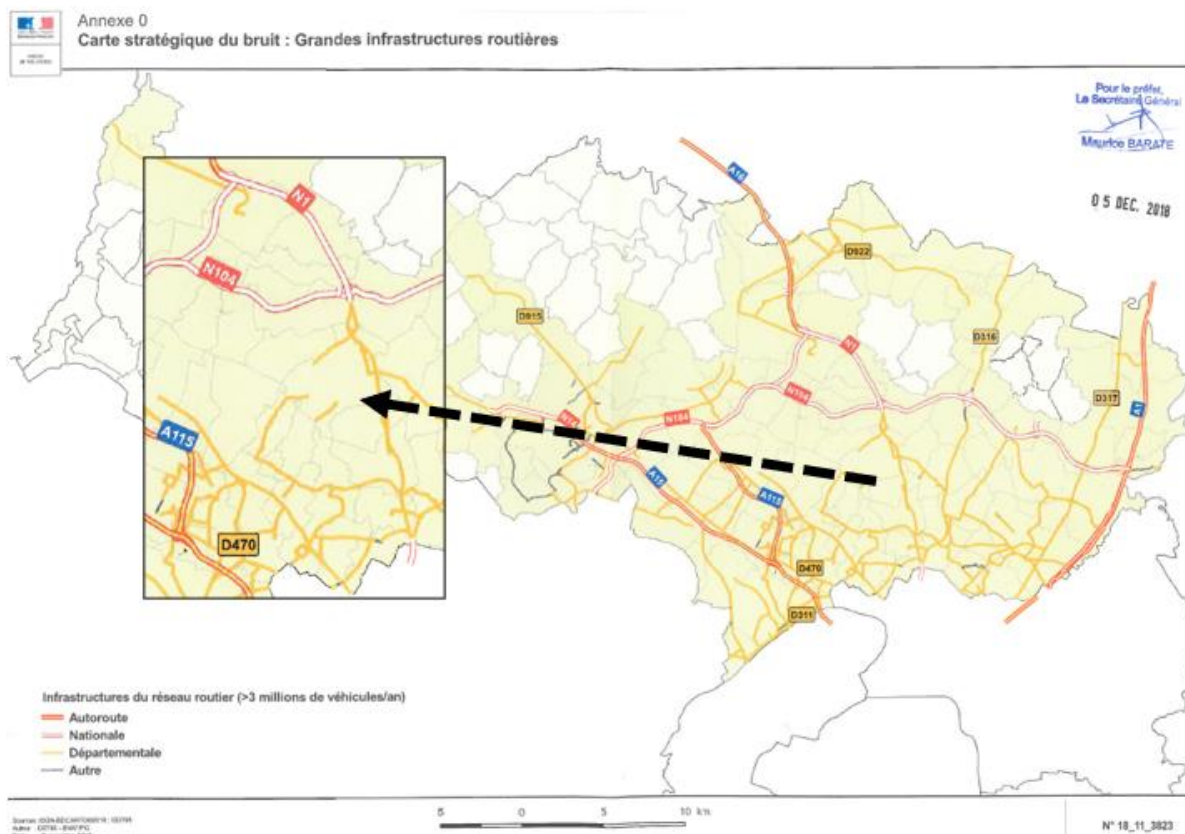 Annexe 0
Carte stratégique du bruit : Grandes infrastructures routières
Pour le préfet,
La Secrétaire Général
Maurice BARATE
05 DEC. 2018
N1
N104
A115
D470
A16
D922
D915
N1
D316
N104
D317
A1
N104
A15
A115
D470
D311
Infrastructures du réseau routier (>3 millions de véhicules/an)
Autoroute
Nationale
Départementale
Autre
5 0 5 10 km
N° 18_11_3823